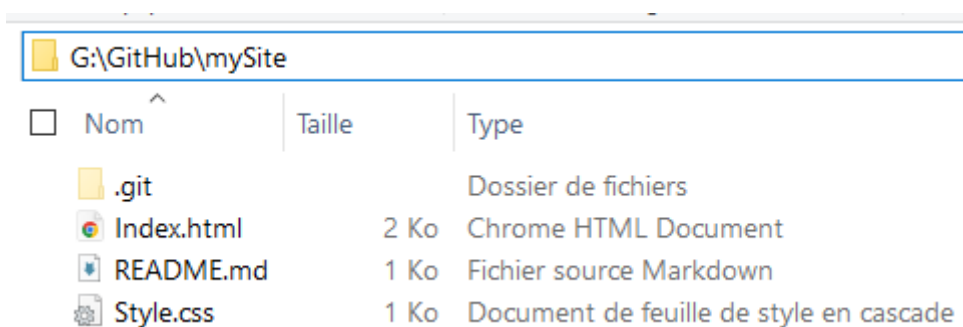 G:\GitHub\mySite
Nom Taille Type
.git Dossier de fichiers
Index.html 2 Ko Chrome HTML Document
README.md 1 Ko Fichier source Markdown
Style.css 1 Ko Document de feuille de style en cascade